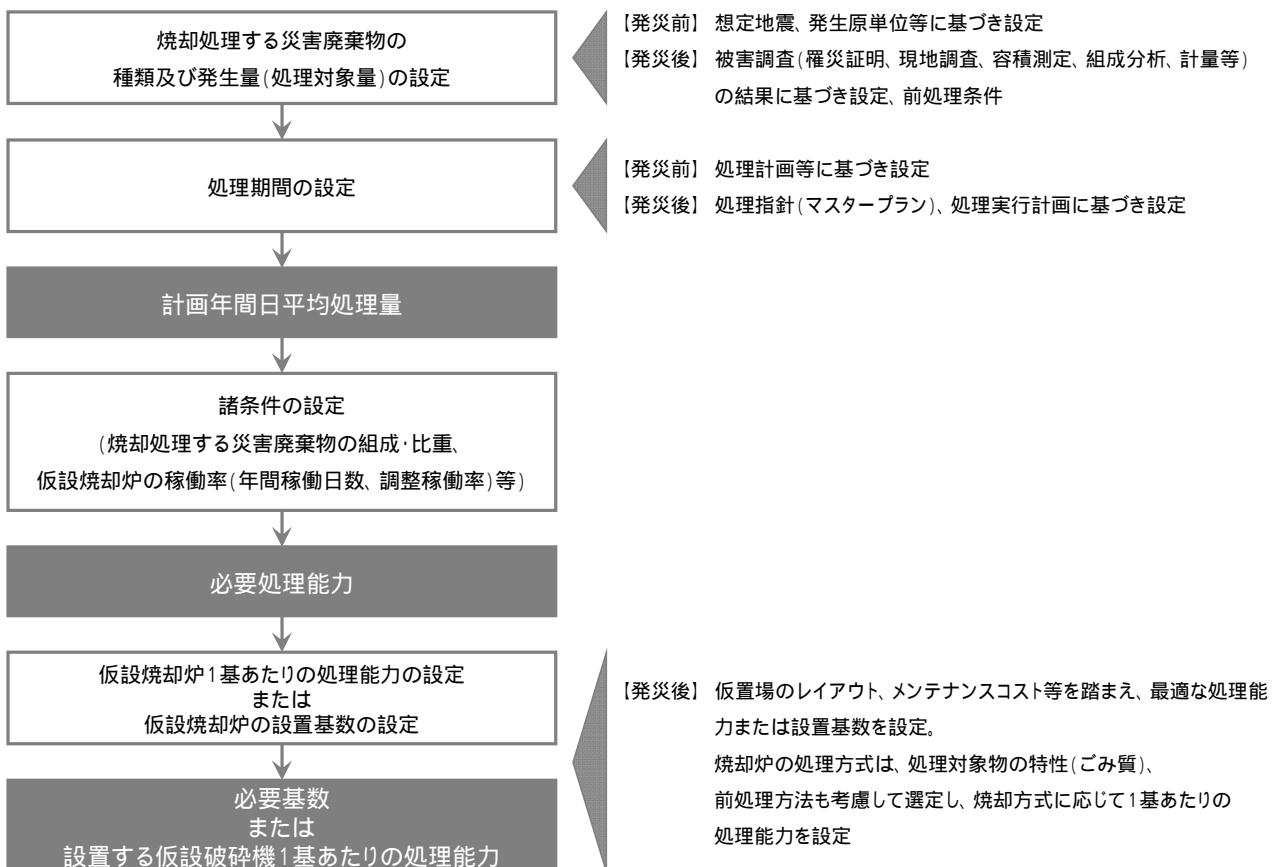 焼却処理する災害廃棄物の
種類及び発生量(処理対象量)の設定
【発災前】 想定地震、発生原単位等に基づき設定
【発災後】 被害調査(罹災証明、現地調査、容積測定、組成分析、計量等)
の結果に基づき設定、前処理条件
処理期間の設定
【発災前】 処理計画等に基づき設定
【発災後】 処理指針(マスタープラン)、処理実行計画に基づき設定
計画年間日平均処理量
諸条件の設定
(焼却処理する災害廃棄物の組成・比重、
仮設焼却炉の稼働率(年間稼働日数、調整稼働率)等)
必要処理能力
仮設焼却炉1基あたりの処理能力の設定
または
仮設焼却炉の設置基数の設定
【発災後】 仮置場のレイアウト、メンテナンスコスト等を踏まえ、最適な処理能
力または設置基数を設定。
焼却炉の処理方式は、処理対象物の特性(ごみ質)、
前処理方法も考慮して選定し、焼却方式に応じて1基あたりの
処理能力を設定
必要基数
または
設置する仮設破砕機1基あたりの処理能力